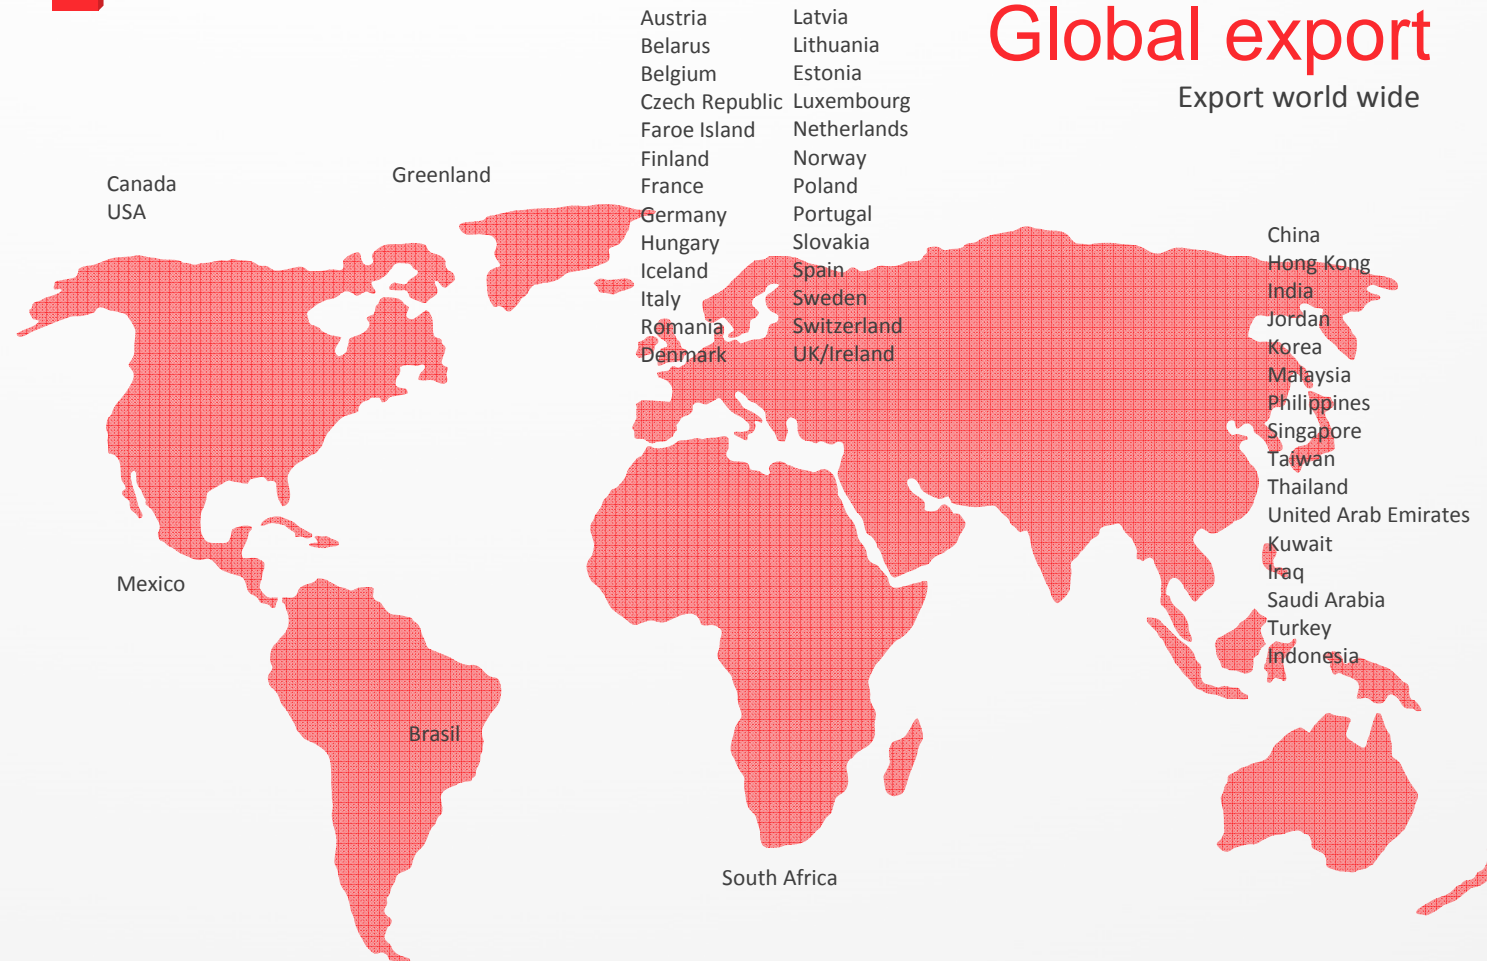 Global export
Export world wide
Canada
USA
Greenland
Austria
Belarus
Belgium
Czech Republic
Faroe Island
Finland
France
Germany
Hungary
Iceland
Italy
Romania
Denmark
Latvia
Lithuania
Estonia
Luxembourg
Netherlands
Norway
Poland
Portugal
Slovakia
Spain
Sweden
Switzerland
UK/Ireland
China
Hong Kong
India
Jordan
Korea
Malaysia
Philippines
Singapore
Taiwan
Thailand
United Arab Emirates
Kuwait
Iraq
Saudi Arabia
Turkey
Indonesia
Mexico
Brasil
South Africa